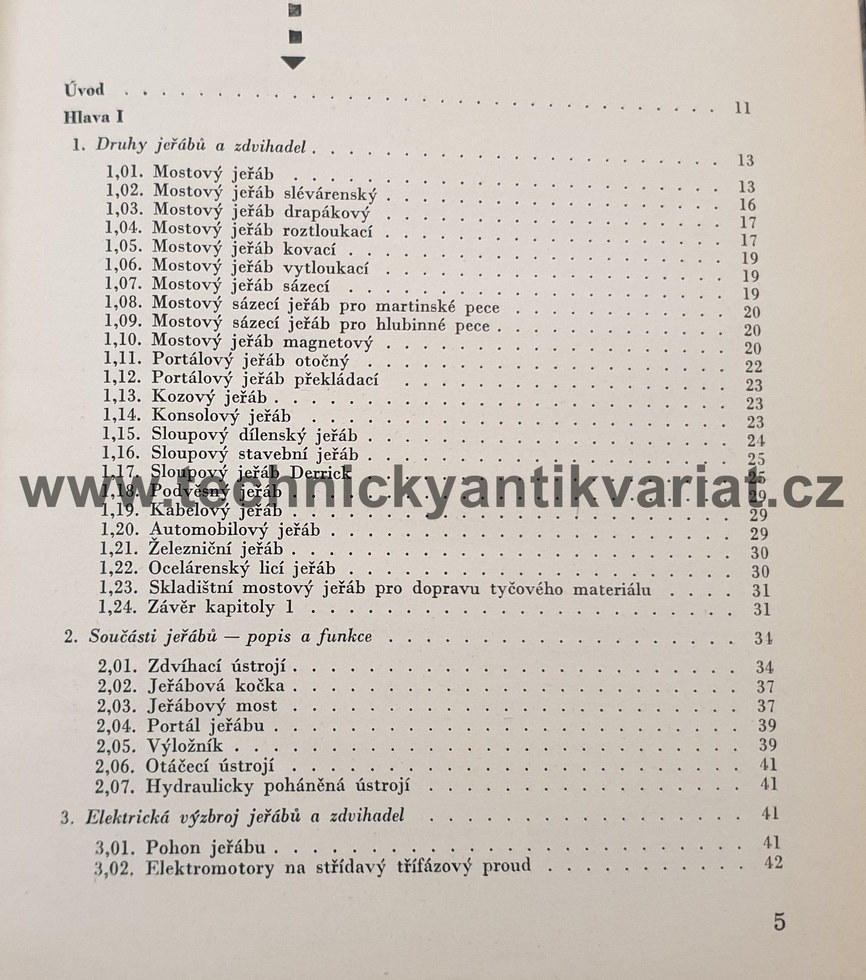 Úvod . . . . . . . . . . . . . . . . . . . . . . . . . 11
Hlava I
1. Druhy jeřábů a zdvihadel . . . . . . . . . . . . . . . 13
1,01. Mostový jeřáb . . . . . . . . . . . . . . . 13
1,02. Mostový jeřáb slévárenský . . . . . . . . . . . . . . . 16
1,03. Mostový jeřáb drapákový . . . . . . . . . . . . . . . 17
1,04. Mostový jeřáb roztloukací . . . . . . . . . . . . . . . 17
1,05. Mostový jeřáb kovací . . . . . . . . . . . . . . . 19
1,06. Mostový jeřáb vytloukací . . . . . . . . . . . . . . . 19
1,07. Mostový jeřáb sázecí . . . . . . . . . . . . . . . 19
1,08. Mostový sázecí jeřáb pro martinské pece . . . . . . . . . 20
1,09. Mostový sázecí jeřáb pro hlubinné pece . . . . . . . . . 20
1,10. Mostový jeřáb magnetový . . . . . . . . . . . . . . . 20
1,11. Portálový jeřáb otočný . . . . . . . . . . . . . . . 22
1,12. Portálový jeřáb překládací . . . . . . . . . . . . . . . 23
1,13. Kozový jeřáb . . . . . . . . . . . . . . . 23
1,14. Konsolový jeřáb . . . . . . . . . . . . . . . 23
1,15. Sloupový dílenský jeřáb . . . . . . . . . . . . . . . 24
1,16. Sloupový stavební jeřáb . . . . . . . . . . . . . . . 25
1,17. Sloupový jeřáb Derrick . . . . . . . . . . . . . . . 25
www.technickyantikvariat.cz
1,18. Podvěsný jeřáb . . . . . . . . . . . . . . . 29
1,19. Kabelový jeřáb . . . . . . . . . . . . . . . 29
1,20. Automobilový jeřáb . . . . . . . . . . . . . . . 29
1,21. Železniční jeřáb . . . . . . . . . . . . . . . 30
1,22. Ocelárenský licí jeřáb . . . . . . . . . . . . . . . 30
1,23. Skladištní mostový jeřáb pro dopravu tyčového materiálu . . . . 31
1,24. Závěr kapitoly 1 . . . . . . . . . . . . . . . 31
2. Součásti jeřábů — popis a funkce . . . . . . . . . . . . . . . 34
2,01. Zdvíhací ústrojí . . . . . . . . . . . . . . . 34
2,02. Jeřábová kočka . . . . . . . . . . . . . . . 37
2,03. Jeřábový most . . . . . . . . . . . . . . . 37
2,04. Portál jeřábu . . . . . . . . . . . . . . . 39
2,05. Výložník . . . . . . . . . . . . . . . 39
2,06. Otáčecí ústrojí . . . . . . . . . . . . . . . 41
2,07. Hydraulicky poháněná ústrojí . . . . . . . . . . . . . 41
3. Elektrická výzbroj jeřábů a zdvihadel . . . . . . . . . . . . . 41
3,01. Pohon jeřábu . . . . . . . . . . . . . . . 41
3,02. Elektromotory na střídavý třífázový proud . . . . . . . . 42
5